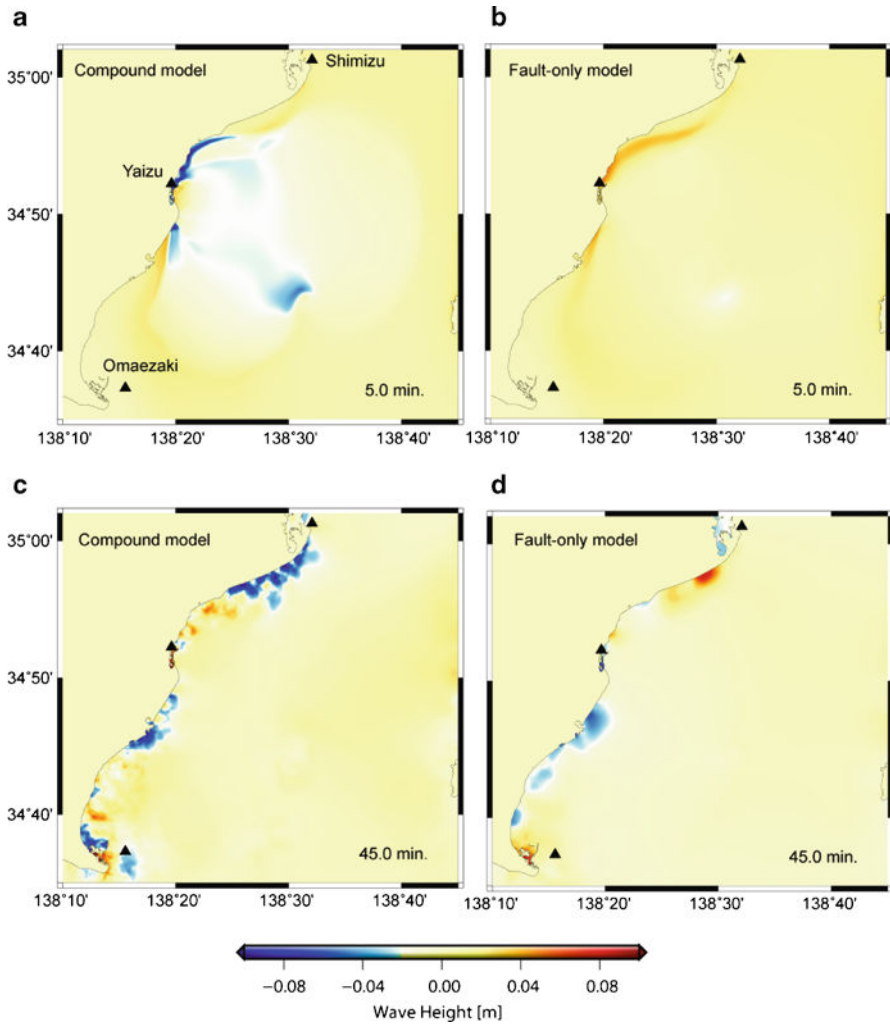 a
b
Compound model
Shimizu
Yaizu
Omaezaki
5.0 min.
35°00'
34°50'
34°40'
138°10'
138°20'
138°30'
138°40'
Fault-only model
5.0 min.
138°10'
138°20'
138°30'
138°40'
c
d
Compound model
45.0 min.
35°00'
34°50'
34°40'
138°10'
138°20'
138°30'
138°40'
Fault-only model
45.0 min.
138°10'
138°20'
138°30'
138°40'
−0.08
−0.04
0.00
0.04
0.08
Wave Height [m]